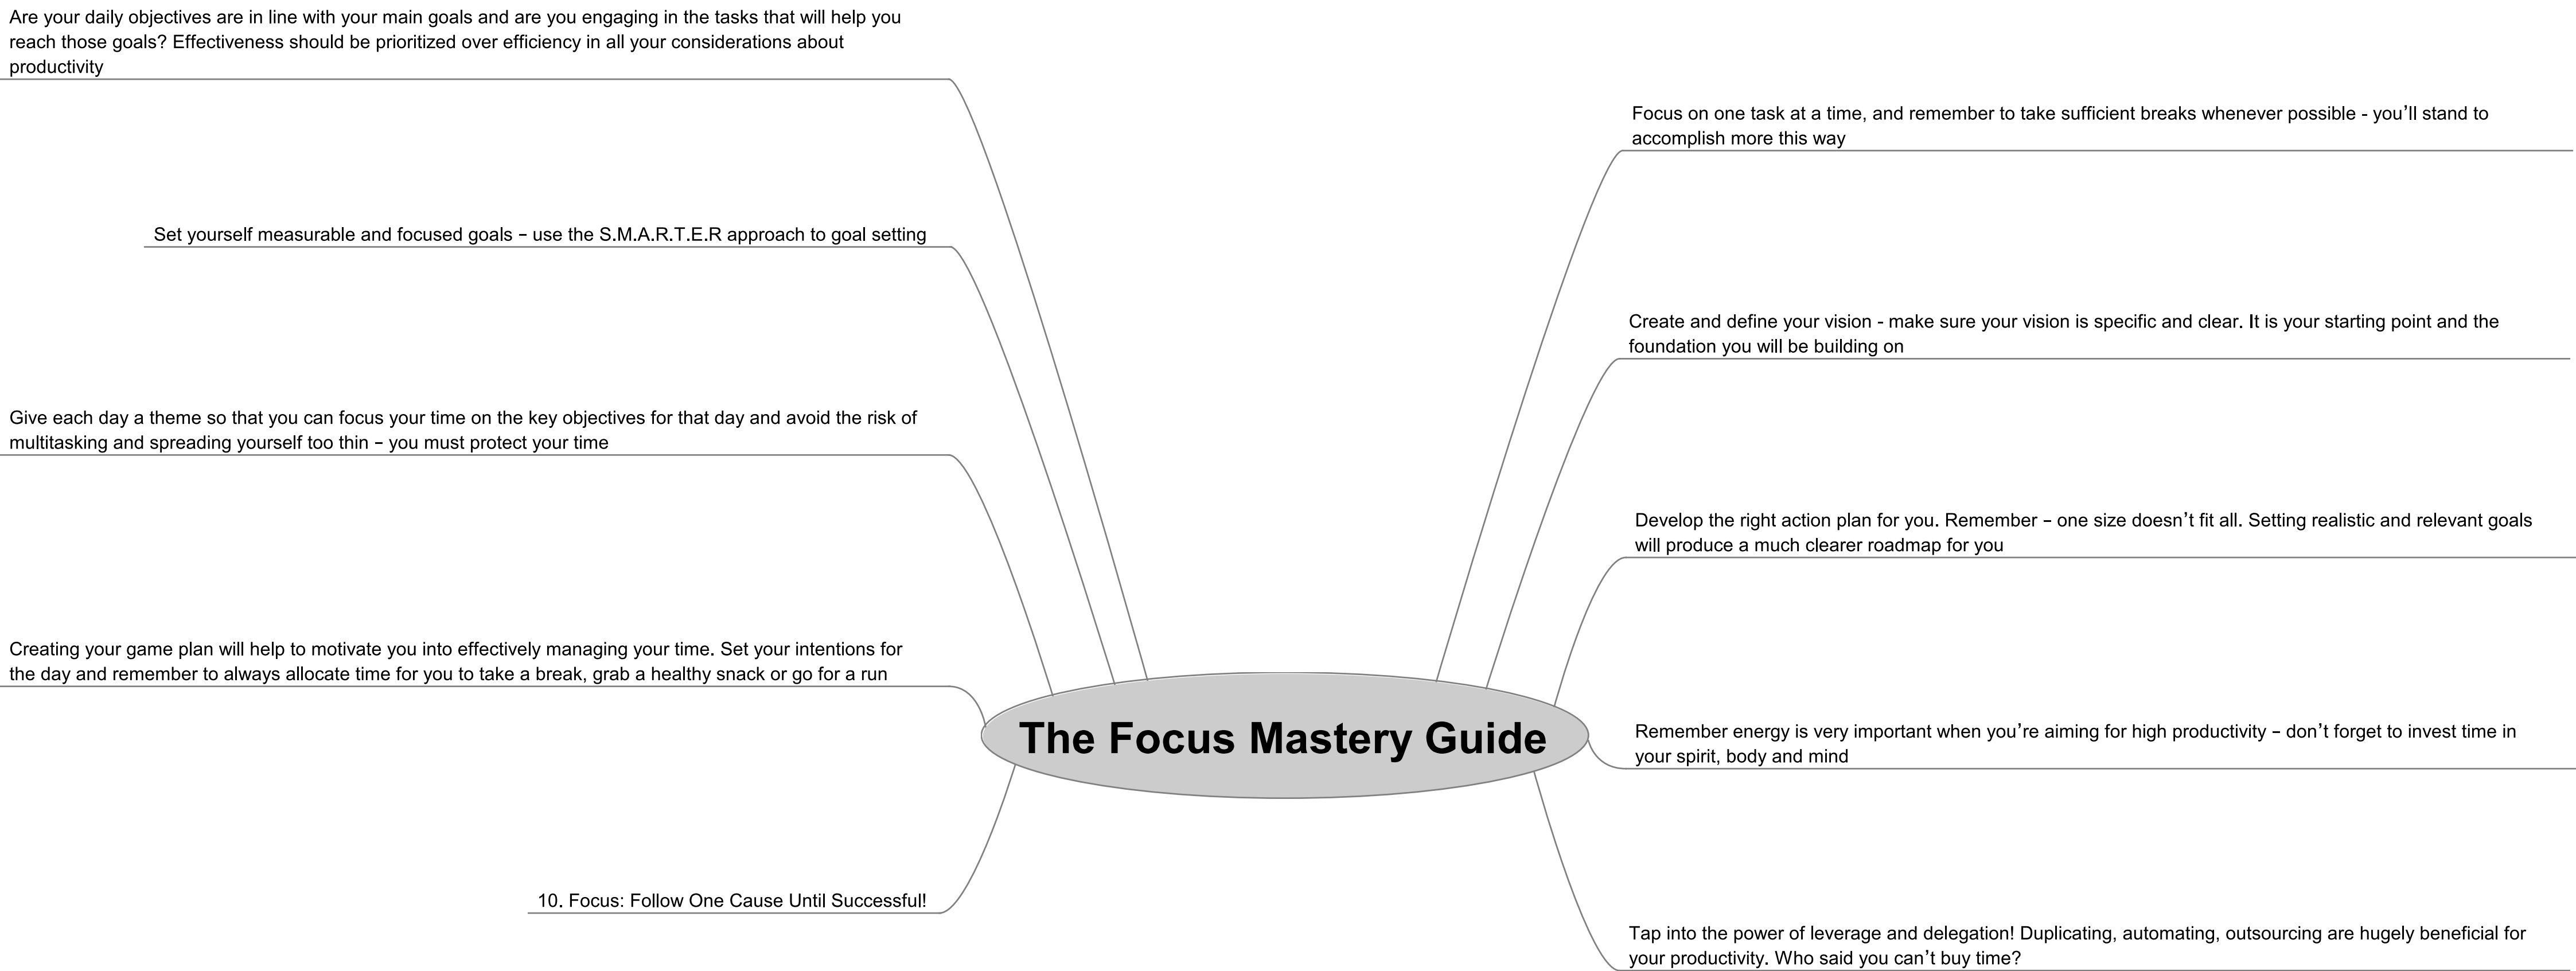 Are your daily objectives are in line with your main goals and are you engaging in the tasks that will help you
reach those goals? Effectiveness should be prioritized over efficiency in all your considerations about
productivity
Set yourself measurable and focused goals – use the S.M.A.R.T.E.R approach to goal setting
Give each day a theme so that you can focus your time on the key objectives for that day and avoid the risk of
multitasking and spreading yourself too thin – you must protect your time
Creating your game plan will help to motivate you into effectively managing your time. Set your intentions for
the day and remember to always allocate time for you to take a break, grab a healthy snack or go for a run
10. Focus: Follow One Cause Until Successful!
The Focus Mastery Guide
Focus on one task at a time, and remember to take sufficient breaks whenever possible - you’ll stand to
accomplish more this way
Create and define your vision - make sure your vision is specific and clear. It is your starting point and the
foundation you will be building on
Develop the right action plan for you. Remember – one size doesn’t fit all. Setting realistic and relevant goals
will produce a much clearer roadmap for you
Remember energy is very important when you’re aiming for high productivity – don’t forget to invest time in
your spirit, body and mind
Tap into the power of leverage and delegation! Duplicating, automating, outsourcing are hugely beneficial for
your productivity. Who said you can’t buy time?